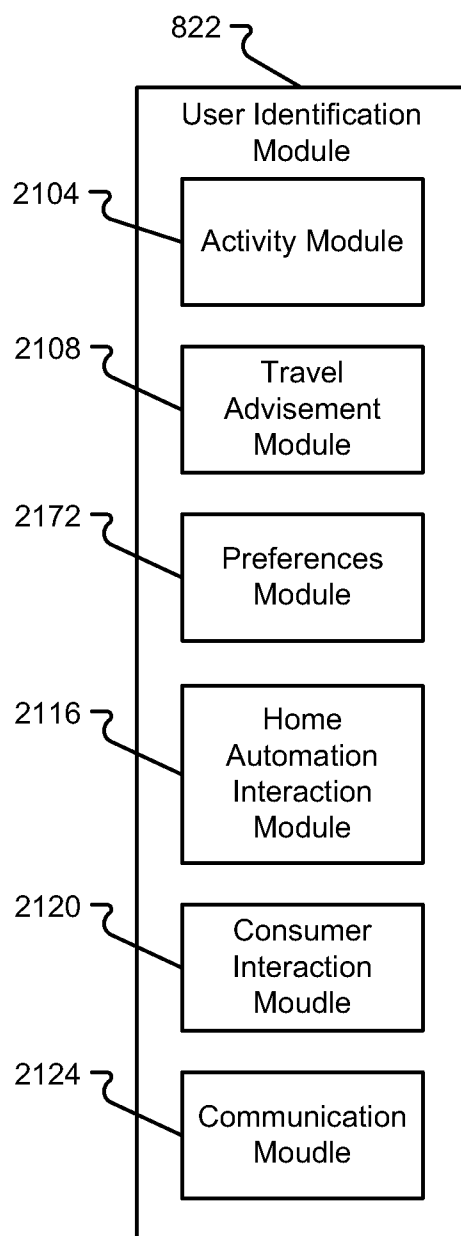 822
User Identification
Module
2104
Activity Module
2108
Travel
Advisement
Module
2172
Preferences
Module
2116
Home
Automation
Interaction
Module
2120
Consumer
Interaction
Moudle
2124
Communication
Moudle